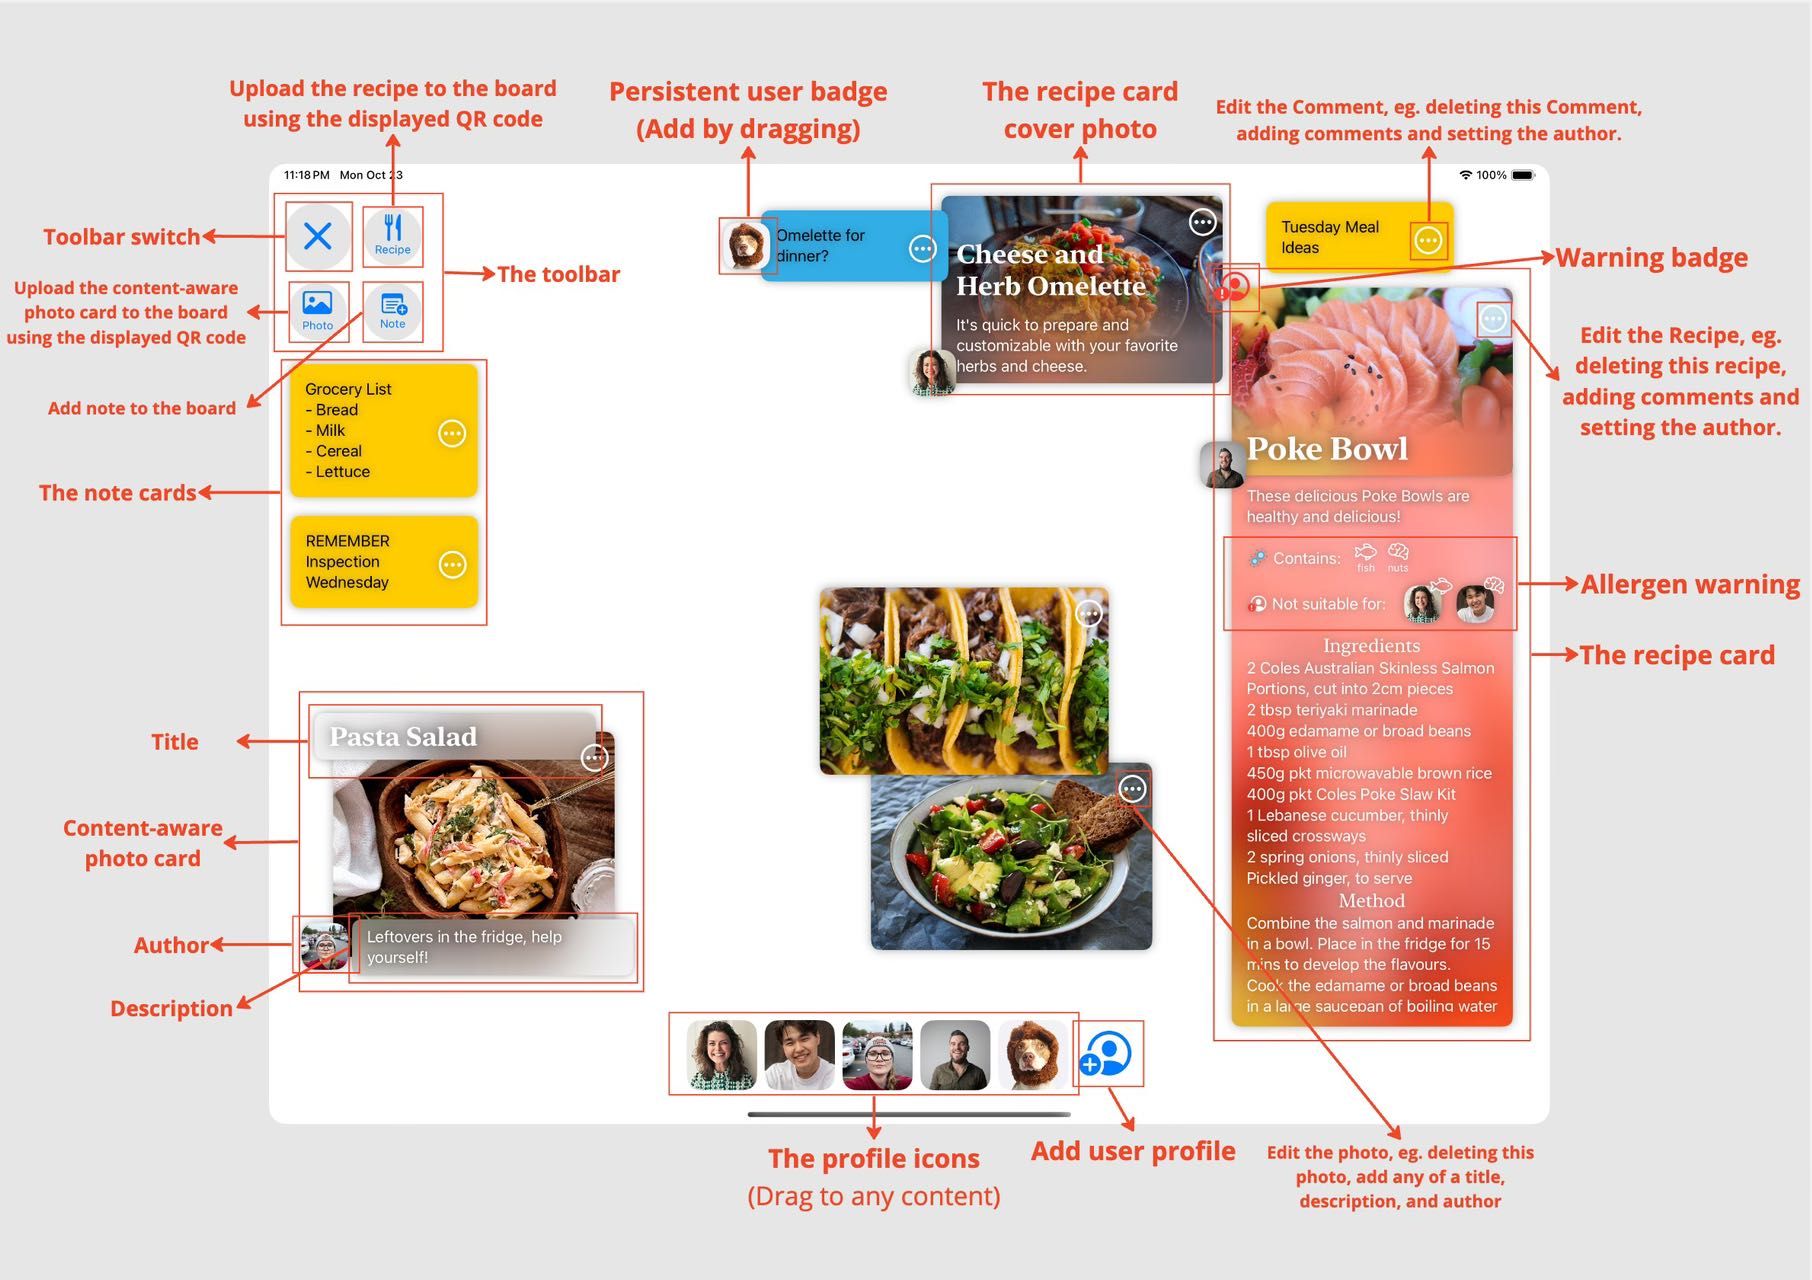 Upload the recipe to the board
using the displayed QR code
Persistent user badge
(Add by dragging)
The recipe card
cover photo
Edit the Comment, eg. deleting this Comment,
adding comments and setting the author.
11:18 PM Mon Oct 23
100%
Toolbar switch
Recipe
The toolbar
Upload the content-aware
photo card to the board
using the displayed QR code
Photo
Note
Add note to the board
Omelette for
dinner?
Cheese and
Herb Omelette
It's quick to prepare and
customizable with your favorite
herbs and cheese.
Tuesday Meal
Ideas
Warning badge
Edit the Recipe, eg.
deleting this recipe,
adding comments and
setting the author.
Grocery List
- Bread
- Milk
- Cereal
- Lettuce
The note cards
REMEMBER
Inspection
Wednesday
Poke Bowl
These delicious Poke Bowls are
healthy and delicious!
Contains:
fish
nuts
Not suitable for:
Allergen warning
The recipe card
Ingredients
2 Coles Australian Skinless Salmon
Portions, cut into 2cm pieces
2 tbsp teriyaki marinade
400g edamame or broad beans
1 tbsp olive oil
450g pkt microwavable brown rice
400g pkt Coles Poke Slaw Kit
1 Lebanese cucumber, thinly
sliced crossways
2 spring onions, thinly sliced
Pickled ginger, to serve
Method
Combine the salmon and marinade
in a bowl. Place in the fridge for 15
mins to develop the flavours.
Cook the edamame or broad beans
in a large saucepan of boiling water
Title
Pasta Salad
Content-aware
photo card
Author
Leftovers in the fridge, help
yourself!
Description
The profile icons
(Drag to any content)
Add user profile
Edit the photo, eg. deleting this
photo, add any of a title,
description, and author